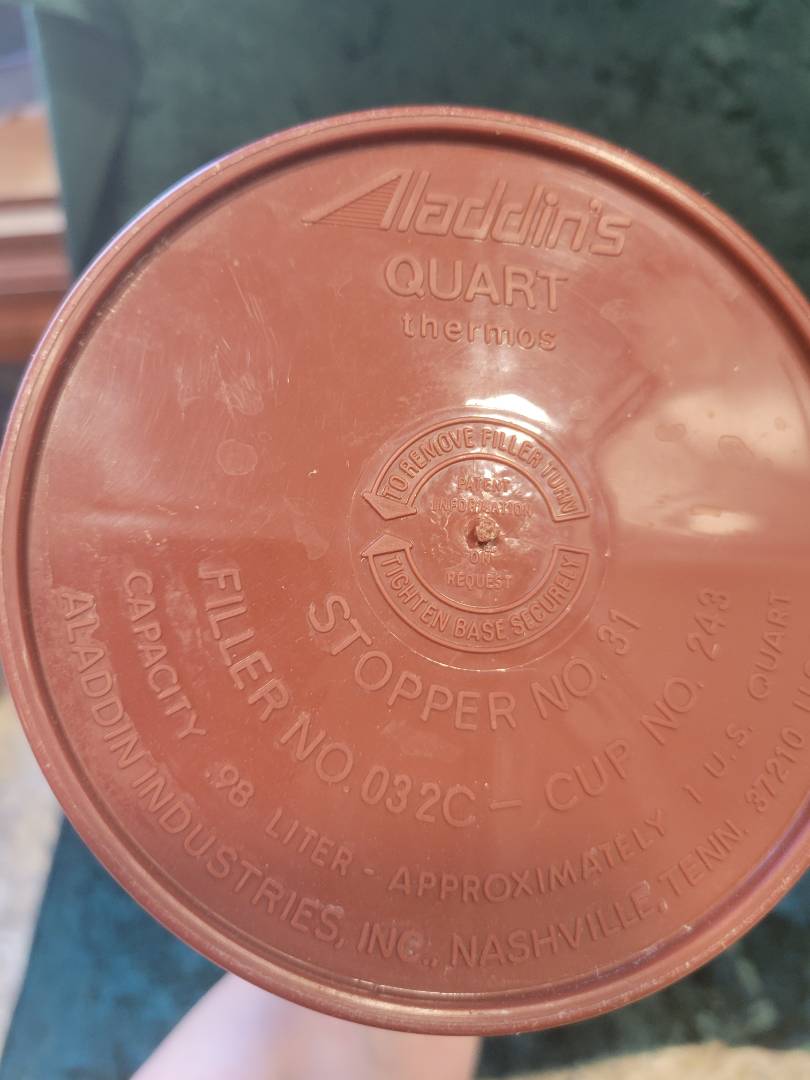 Aladdin's
QUART
thermos
TO REMOVE FILLER TURN
PATENT
INFORMATION
ON
REQUEST
TIGHTEN BASE SECURELY
STOPPER NO. 31
FILLER NO. 032C - CUP NO. 243
CAPACITY .98 LITER - APPROXIMATELY 1 U.S. QUART
ALADDIN INDUSTRIES, INC., NASHVILLE, TENN. 37210